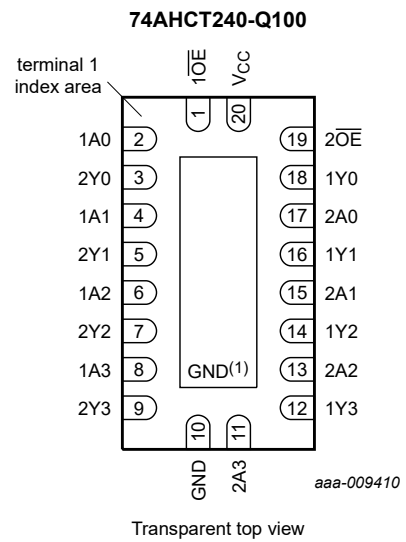 74AHCT240-Q100
terminal 1
index area
1O̅E̅
VCC
1
20
1A0 2 19 2O̅E̅
2Y0 3 18 1Y0
1A1 4 17 2A0
2Y1 5 16 1Y1
1A2 6 15 2A1
2Y2 7 14 1Y2
1A3 8 GND(1) 13 2A2
2Y3 9 12 1Y3
10
11
GND
2A3
aaa-009410
Transparent top view